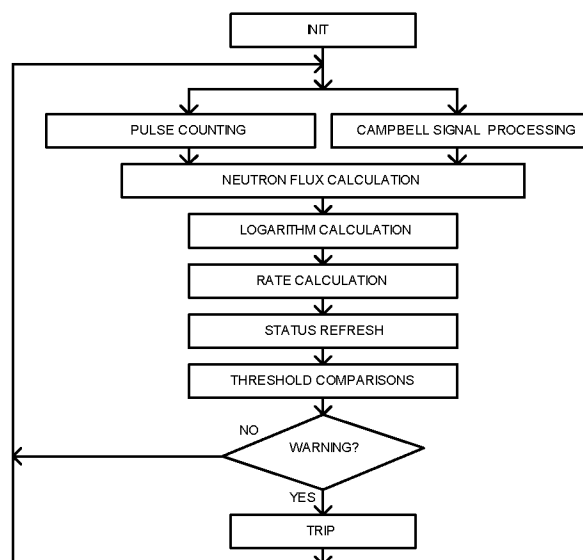 INIT
PULSE COUNTING
CAMPBELL SIGNAL PROCESSING
NEUTRON FLUX CALCULATION
LOGARITHM CALCULATION
RATE CALCULATION
STATUS REFRESH
THRESHOLD COMPARISONS
NO
WARNING?
YES
TRIP